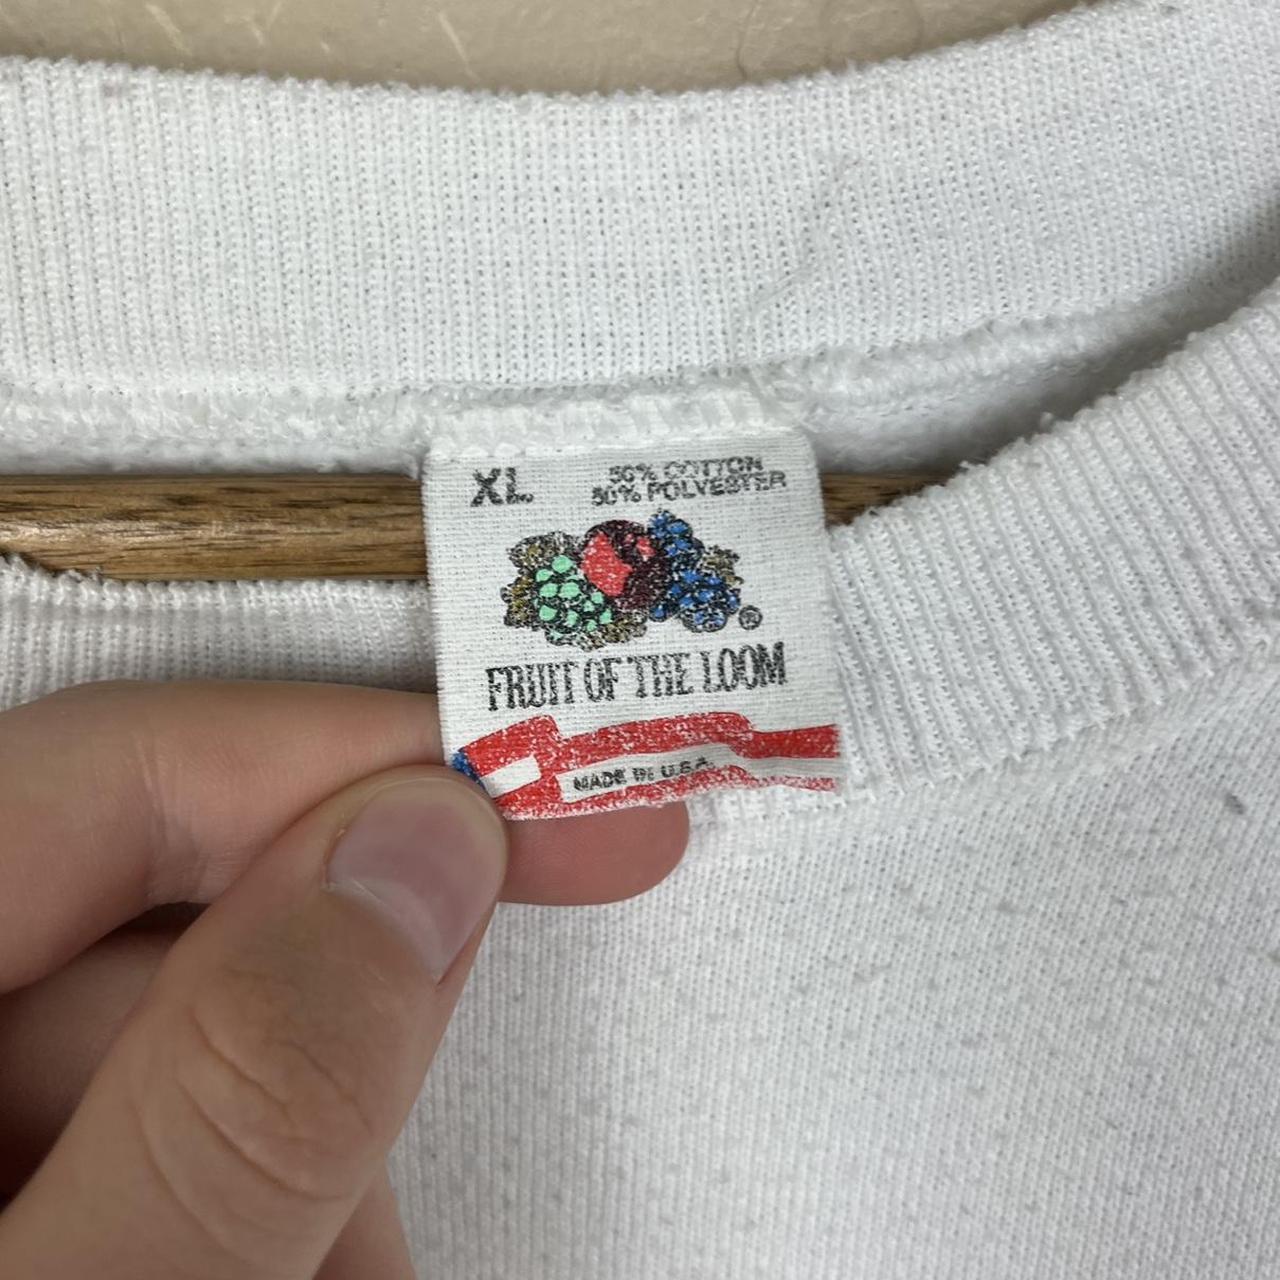 XL
50% COTTON
50% POLYESTER
®
FRUIT OF THE LOOM
MADE IN U.S.A.